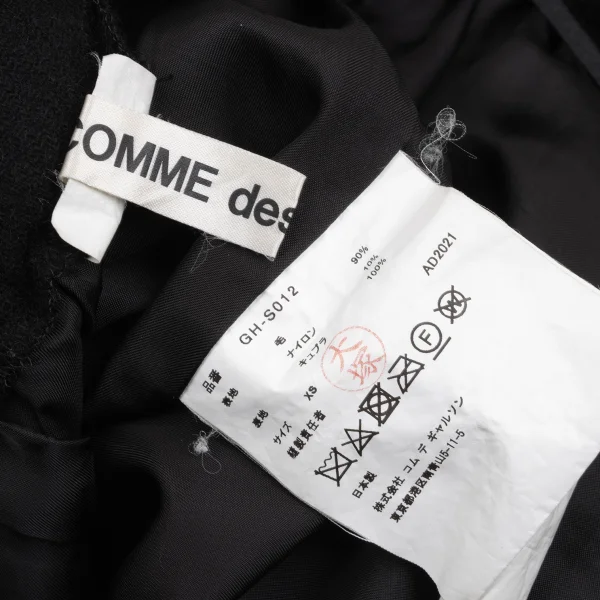 COMME des
品番 GH-S012
表地 毛 90%
ナイロン 10%
裏地 キュプラ 100%
サイズ XS AD2021
縫製責任者 大塚
F
日本製
株式会社 コム デ ギャルソン
東京都港区南青山5-11-5